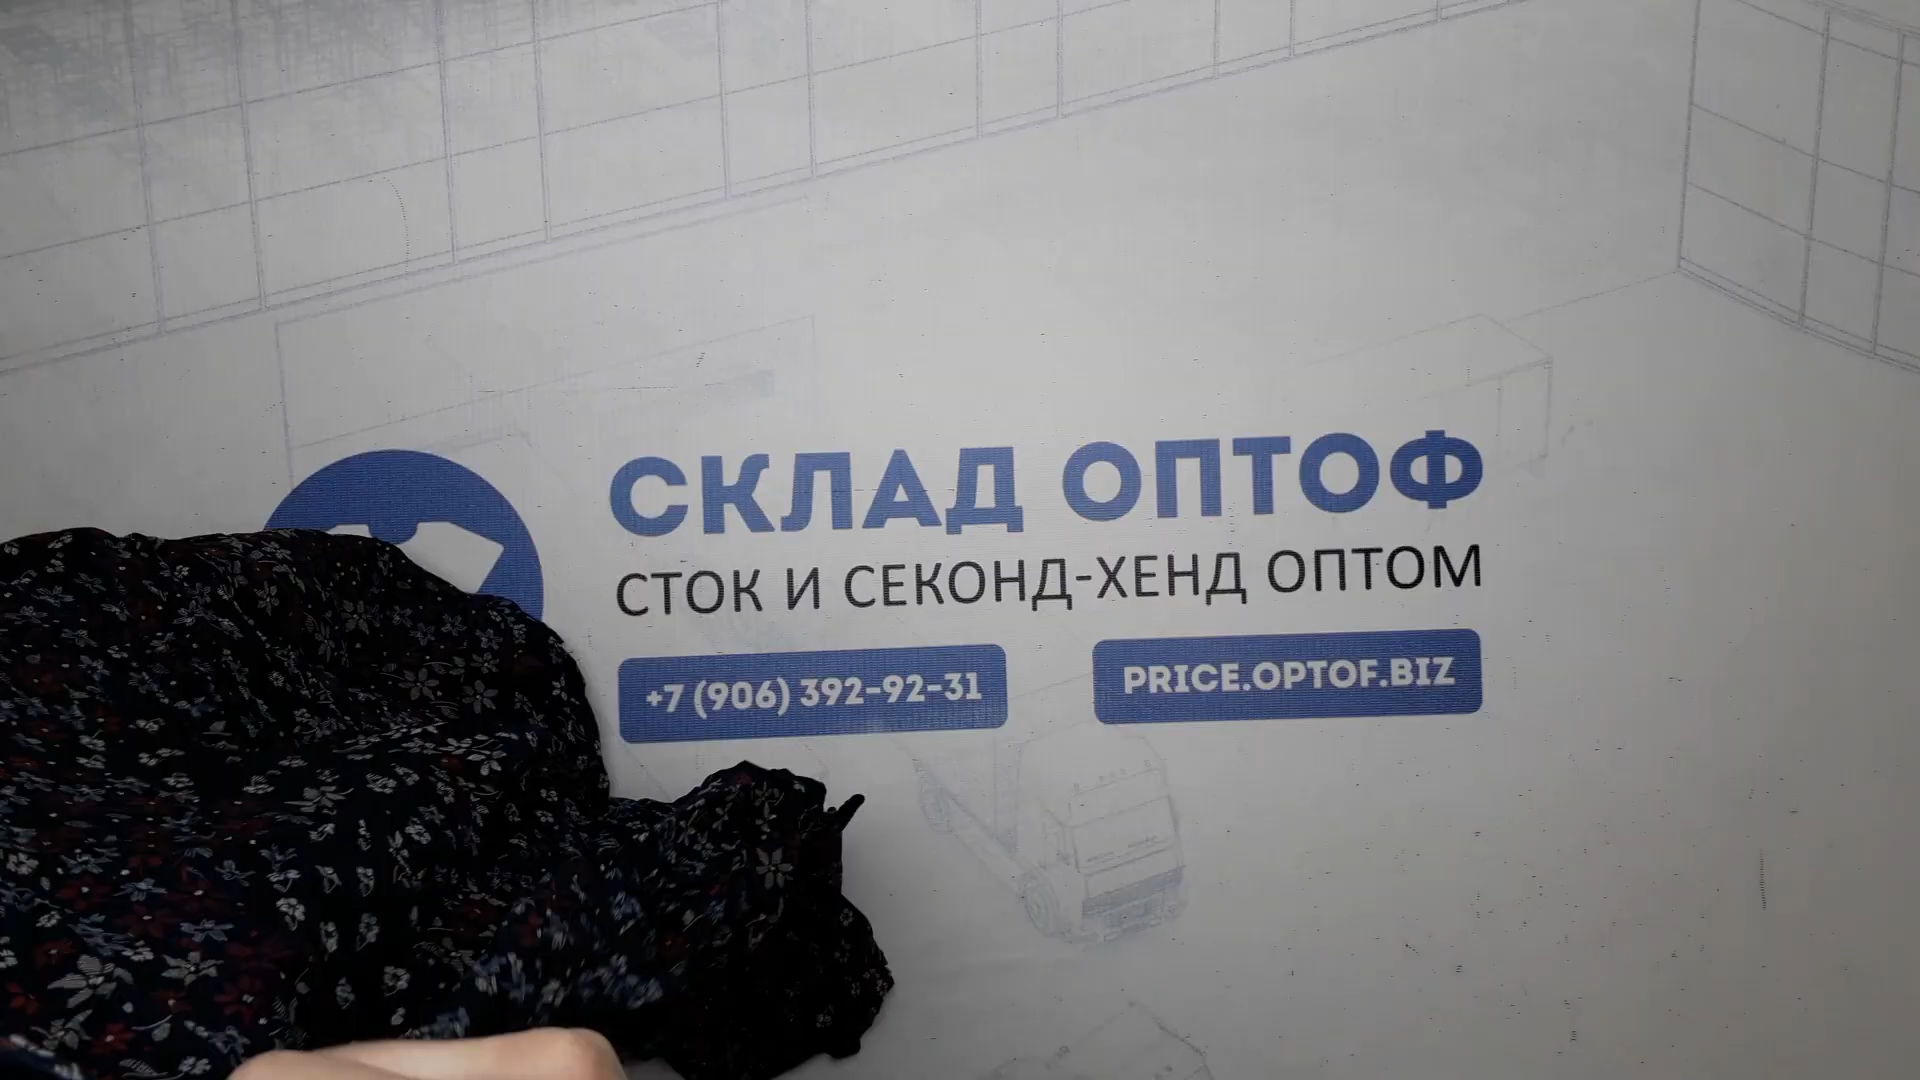 СКЛАД ОПТОФ
СТОК И СЕКОНД-ХЕНД ОПТОМ
+7 (906) 392-92-31
PRICE.OPTOF.BIZ